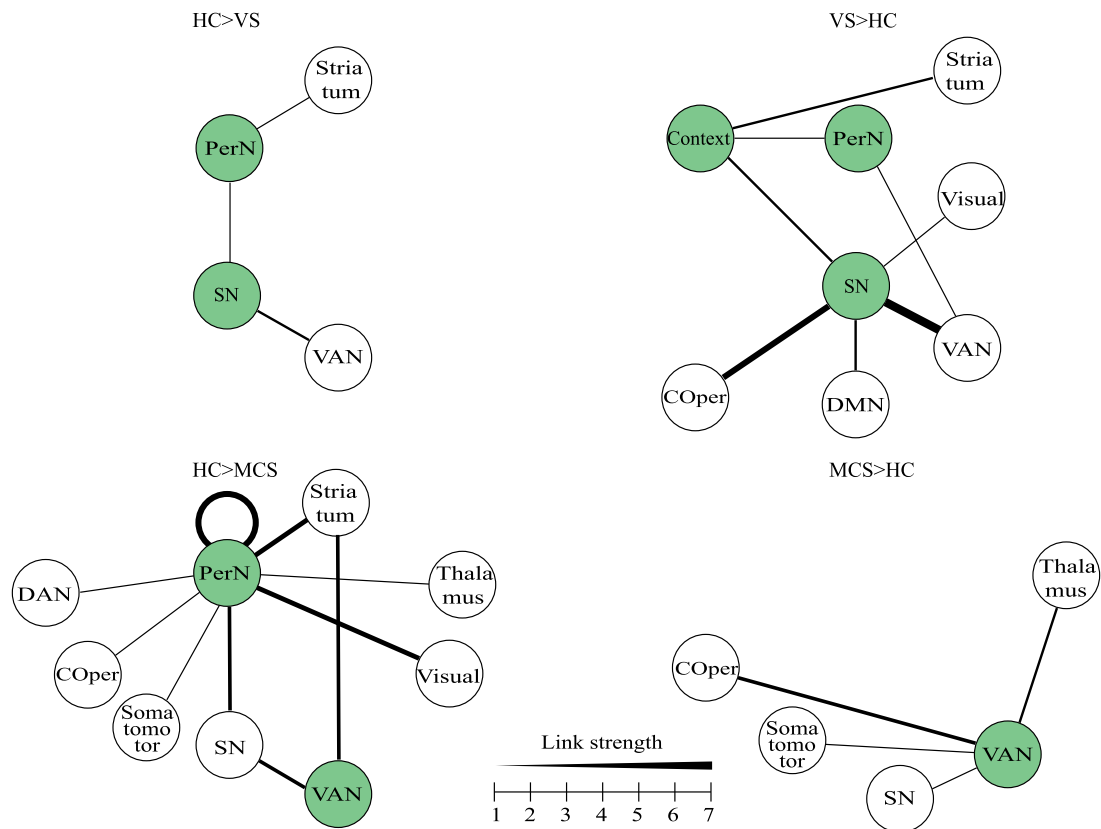 HC>VS
Stria
tum
PerN
SN
VAN
VS>HC
Stria
tum
Context
PerN
Visual
SN
VAN
COper
DMN
HC>MCS
Stria
tum
PerN
DAN
Thala
mus
COper
Visual
Soma
tomo
tor
SN
VAN
Link strength
1 2 3 4 5 6 7
MCS>HC
Thala
mus
COper
Soma
tomo
tor
VAN
SN